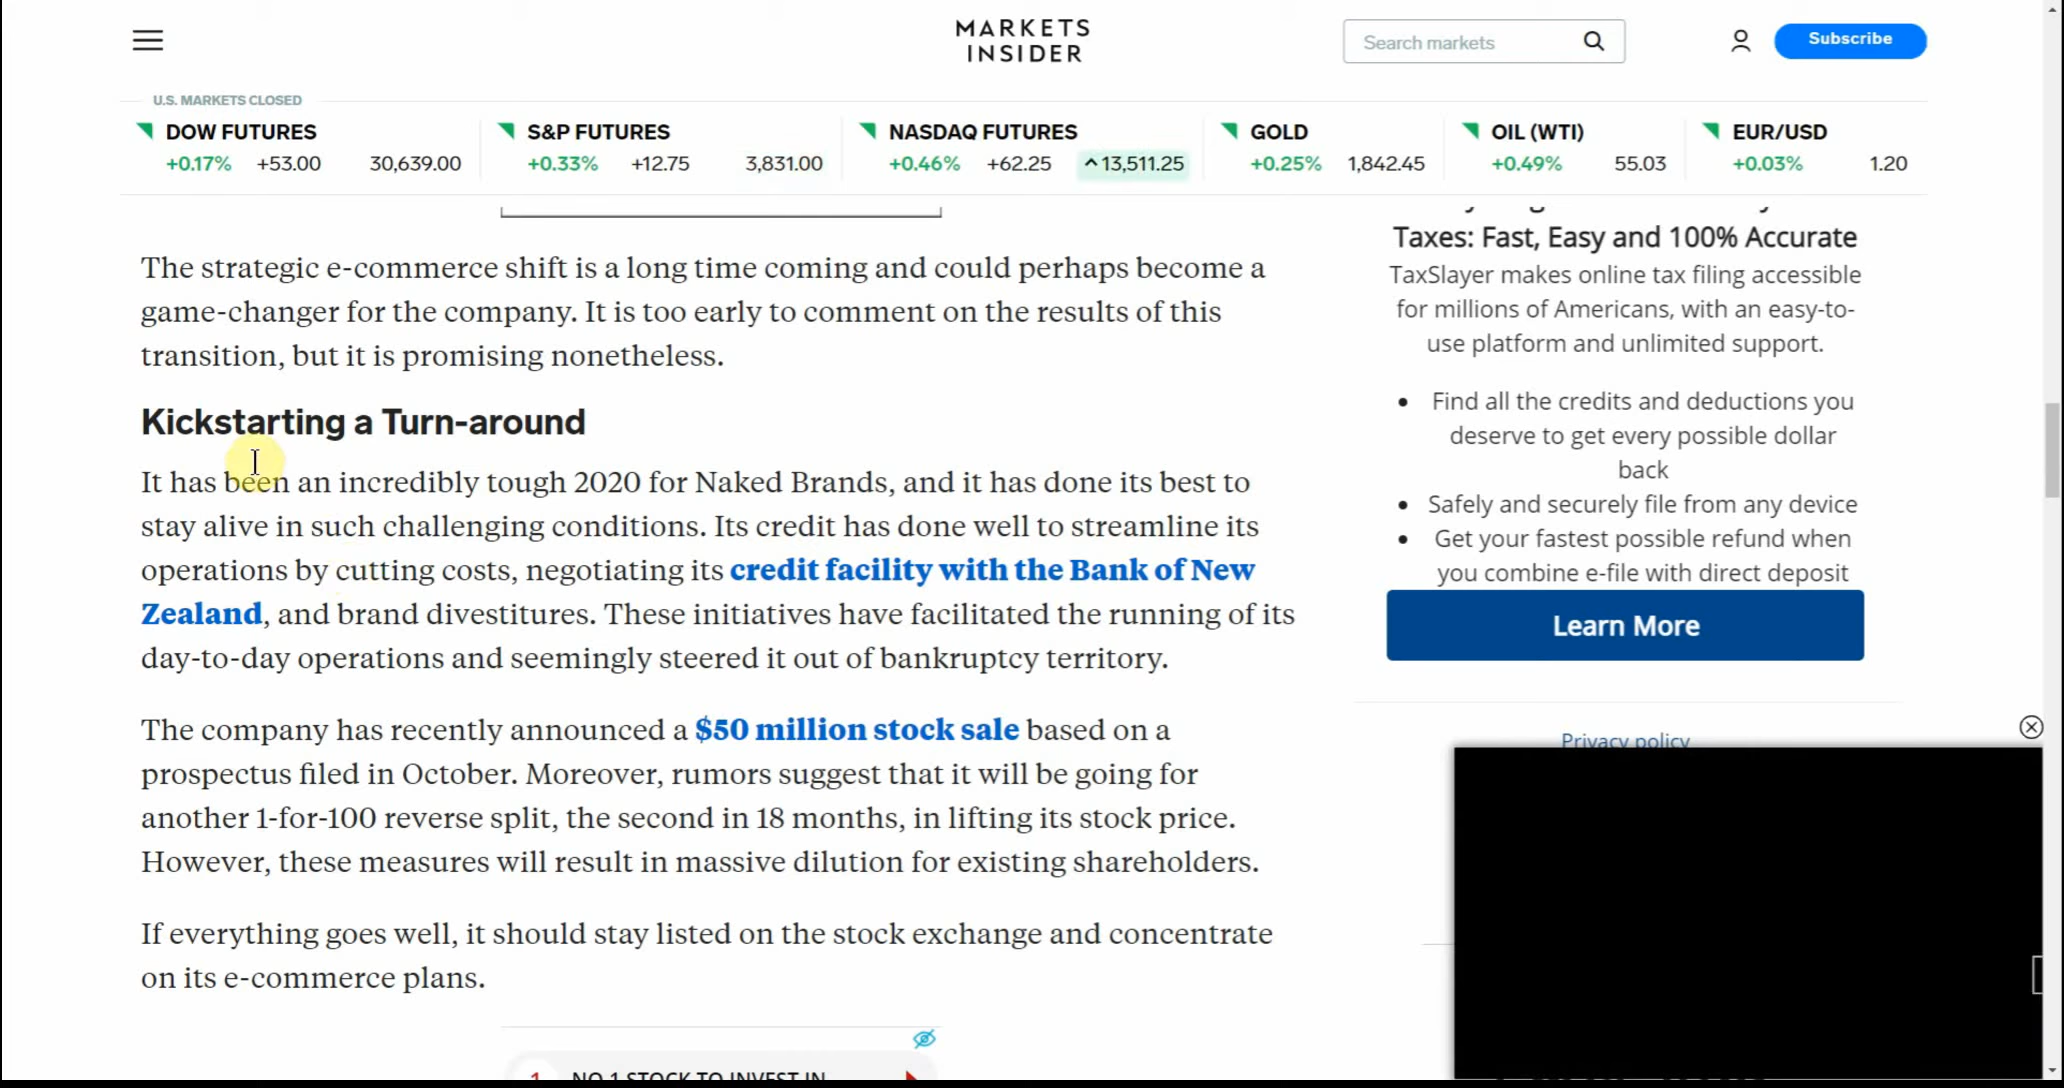 MARKETS
INSIDER
Search markets
Subscribe
U.S. MARKETS CLOSED
DOW FUTURES
+0.17% +53.00 30,639.00
S&P FUTURES
+0.33% +12.75 3,831.00
NASDAQ FUTURES
+0.46% +62.25 ^13,511.25
GOLD
+0.25% 1,842.45
OIL (WTI)
+0.49% 55.03
EUR/USD
+0.03% 1.20
The strategic e-commerce shift is a long time coming and could perhaps become a
game-changer for the company. It is too early to comment on the results of this
transition, but it is promising nonetheless.
Kickstarting a Turn-around
It has been an incredibly tough 2020 for Naked Brands, and it has done its best to
stay alive in such challenging conditions. Its credit has done well to streamline its
operations by cutting costs, negotiating its credit facility with the Bank of New
Zealand, and brand divestitures. These initiatives have facilitated the running of its
day-to-day operations and seemingly steered it out of bankruptcy territory.
The company has recently announced a $50 million stock sale based on a
prospectus filed in October. Moreover, rumors suggest that it will be going for
another 1-for-100 reverse split, the second in 18 months, in lifting its stock price.
However, these measures will result in massive dilution for existing shareholders.
If everything goes well, it should stay listed on the stock exchange and concentrate
on its e-commerce plans.
NO 1 STOCK TO INVEST IN
Taxes: Fast, Easy and 100% Accurate
TaxSlayer makes online tax filing accessible
for millions of Americans, with an easy-to-
use platform and unlimited support.
• Find all the credits and deductions you
deserve to get every possible dollar
back
• Safely and securely file from any device
• Get your fastest possible refund when
you combine e-file with direct deposit
Learn More
Privacy policy